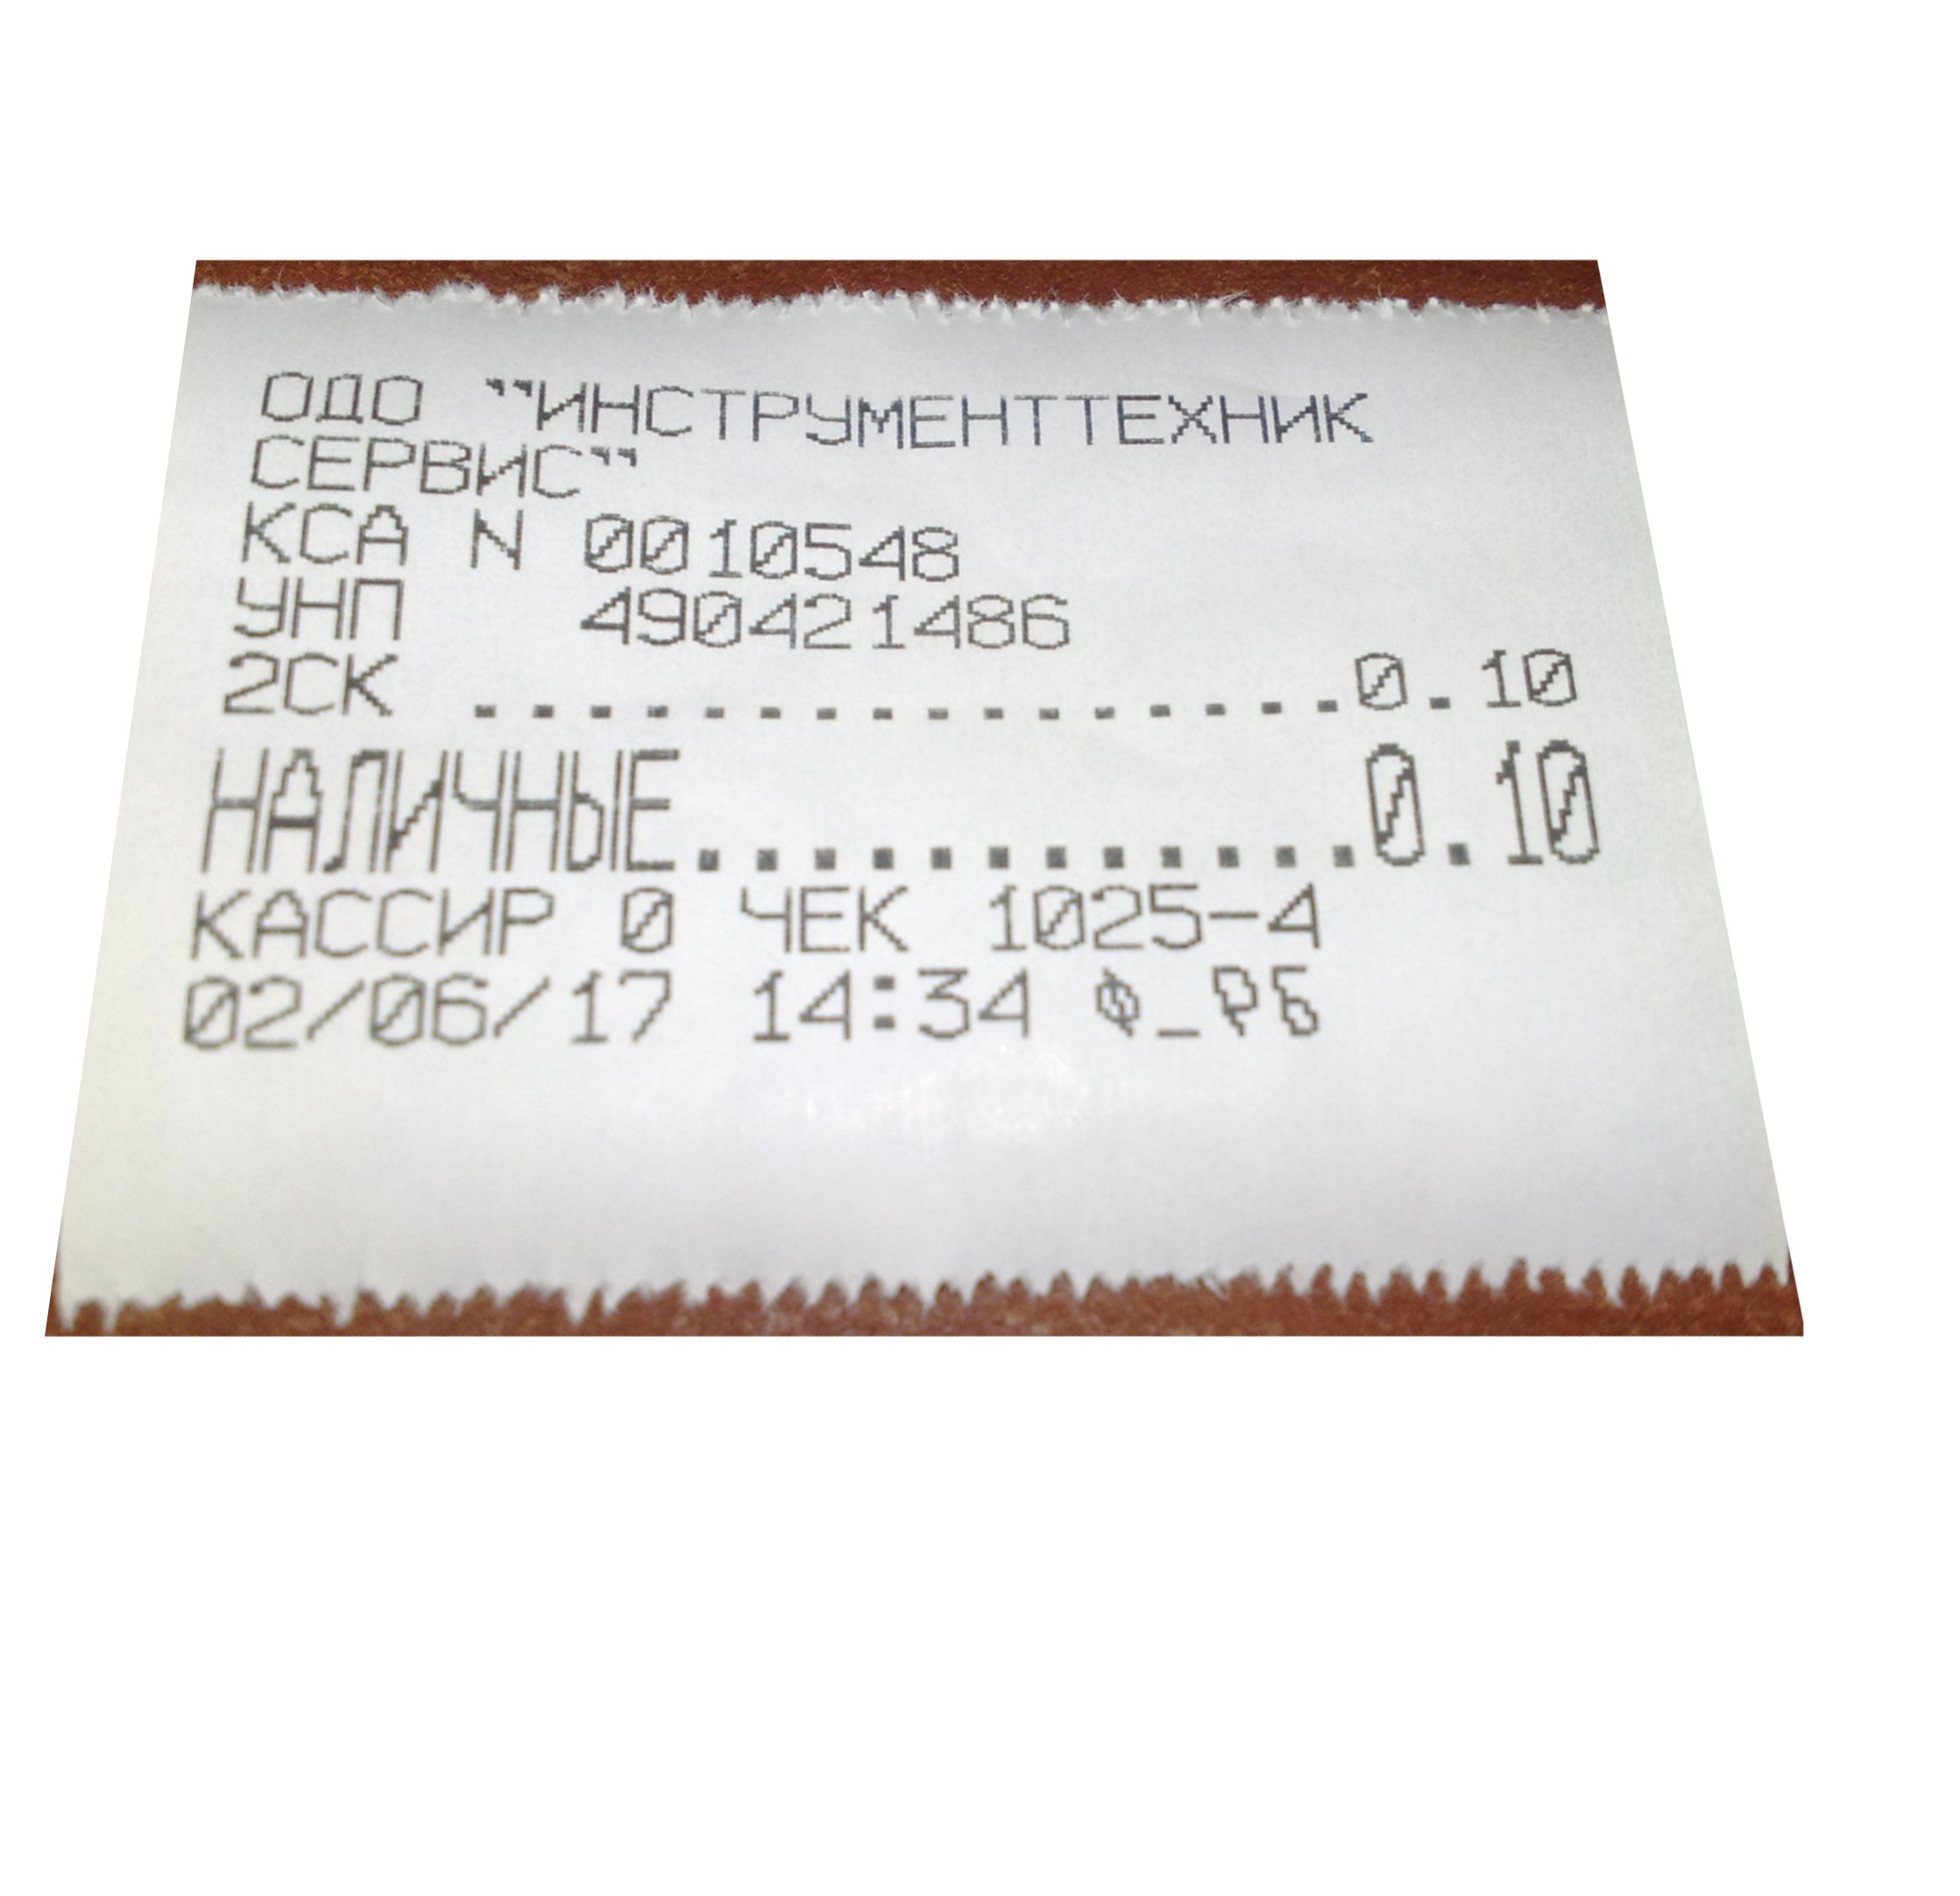 ОДО "ИНСТРУМЕНТТЕХНИК
СЕРВИС"
КСА N 0010548
УНП 490421486
2СК ................0.10
НАЛИЧНЫЕ............0.10
КАССИР 0 ЧЕК 1025-4
02/06/17 14:34 Ф_РБ